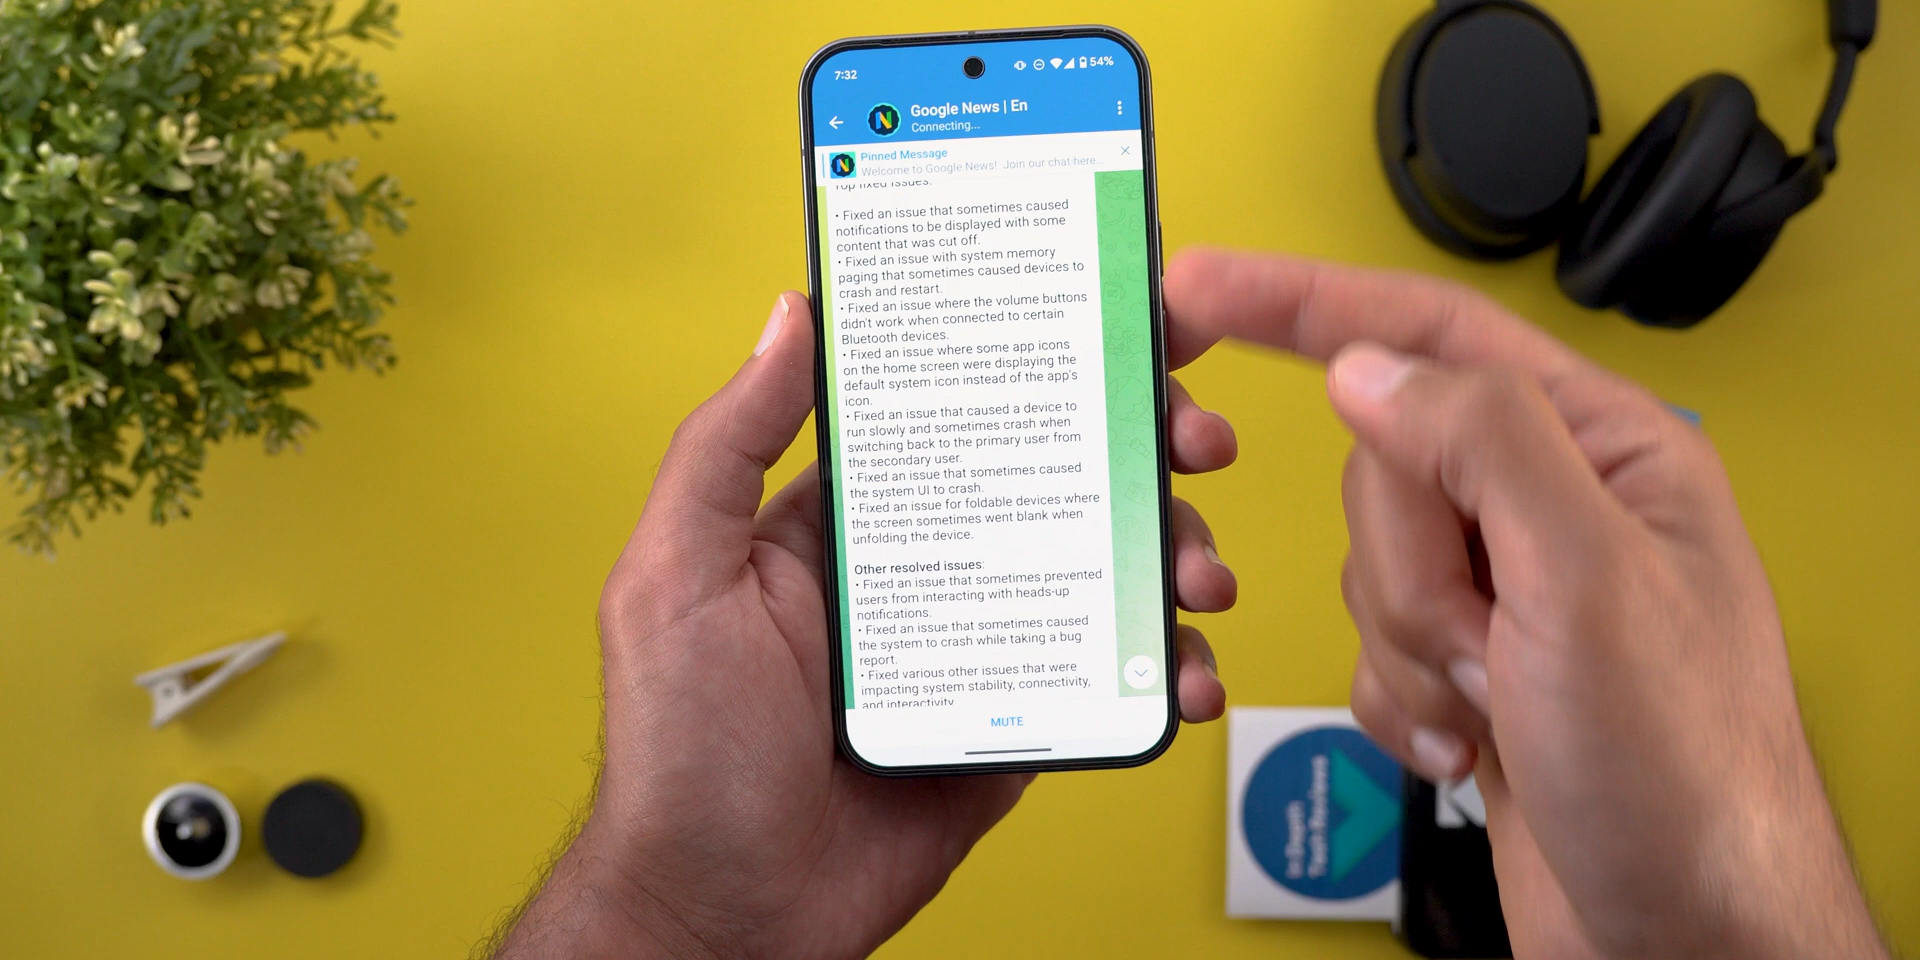 7:32
54%
Google News | En
Connecting...
Pinned Message
Welcome to Google News! Join our chat here...
Top fixed issues:
• Fixed an issue that sometimes caused
notifications to be displayed with some
content that was cut off.
• Fixed an issue with system memory
paging that sometimes caused devices to
crash and restart.
• Fixed an issue where the volume buttons
didn't work when connected to certain
Bluetooth devices.
• Fixed an issue where some app icons
on the home screen were displaying the
default system icon instead of the app's
icon.
• Fixed an issue that caused a device to
run slowly and sometimes crash when
switching back to the primary user from
the secondary user.
• Fixed an issue that sometimes caused
the system UI to crash.
• Fixed an issue for foldable devices where
the screen sometimes went blank when
unfolding the device.
Other resolved issues:
• Fixed an issue that sometimes prevented
users from interacting with heads-up
notifications.
• Fixed an issue that sometimes caused
the system to crash while taking a bug
report.
• Fixed various other issues that were
impacting system stability, connectivity,
and interactivity
MUTE
In Depth
Tech Reviews